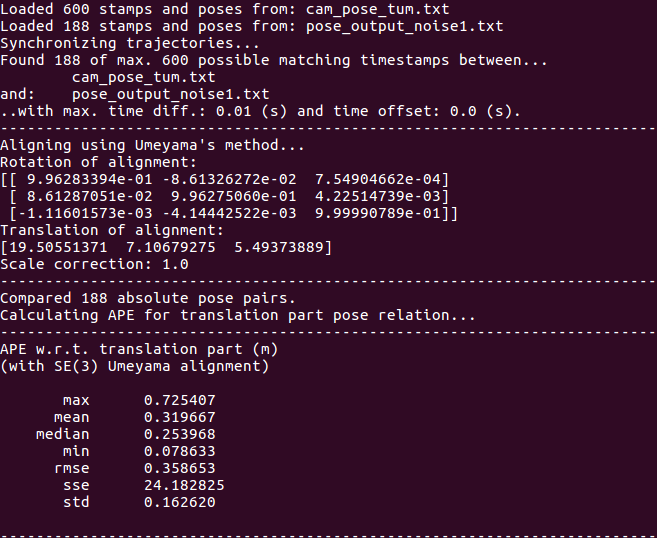 Loaded 600 stamps and poses from: cam_pose_tum.txt
Loaded 188 stamps and poses from: pose_output_noise1.txt
Synchronizing trajectories...
Found 188 of max. 600 possible matching timestamps between...
        cam_pose_tum.txt
and:    pose_output_noise1.txt
..with max. time diff.: 0.01 (s) and time offset: 0.0 (s).
-------------------------------------------------------------------------
Aligning using Umeyama's method...
Rotation of alignment:
[[ 9.96283394e-01 -8.61326272e-02  7.54904662e-04]
 [ 8.61287051e-02  9.96275060e-01  4.22514739e-03]
 [-1.11601573e-03 -4.14442522e-03  9.99990789e-01]]
Translation of alignment:
[19.50551371  7.10679275  5.49373889]
Scale correction: 1.0
-------------------------------------------------------------------------
Compared 188 absolute pose pairs.
Calculating APE for translation part pose relation...
-------------------------------------------------------------------------
APE w.r.t. translation part (m)
(with SE(3) Umeyama alignment)

       max      0.725407
      mean      0.319667
    median      0.253968
       min      0.078633
      rmse      0.358653
       sse      24.182825
       std      0.162620

-------------------------------------------------------------------------